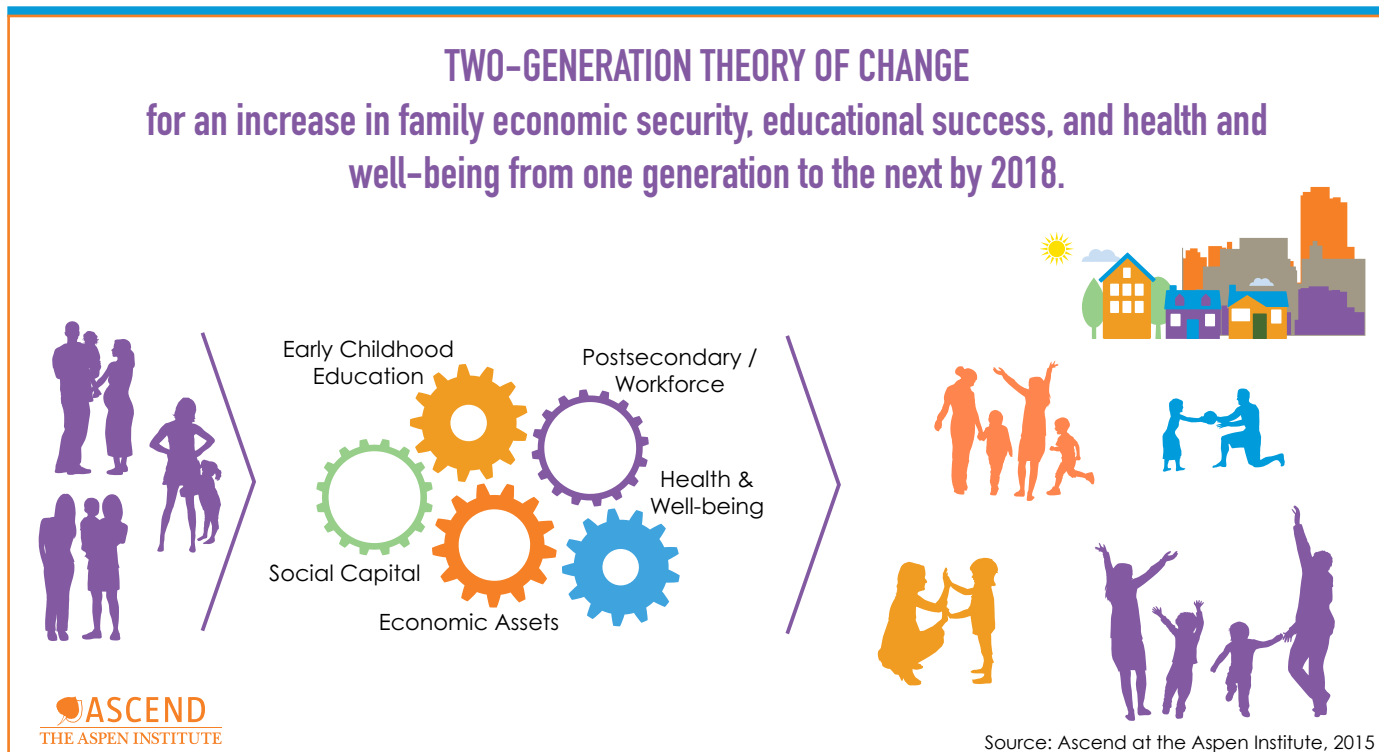 TWO-GENERATION THEORY OF CHANGE
for an increase in family economic security, educational success, and health and
well-being from one generation to the next by 2018.
Early Childhood
Education
Postsecondary /
Workforce
Health &
Well-being
Social Capital
Economic Assets
ASCEND
THE ASPEN INSTITUTE
Source: Ascend at the Aspen Institute, 2015